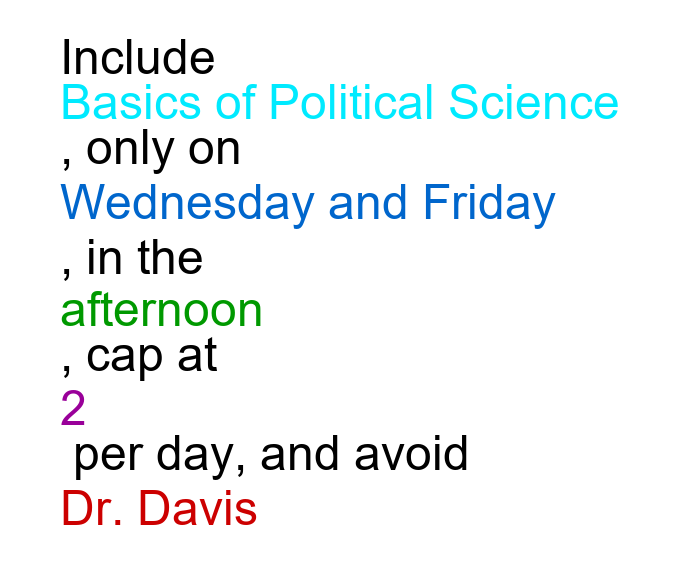 Include
Basics of Political Science
, only on
Wednesday and Friday
, in the
afternoon
, cap at
2
per day, and avoid
Dr. Davis